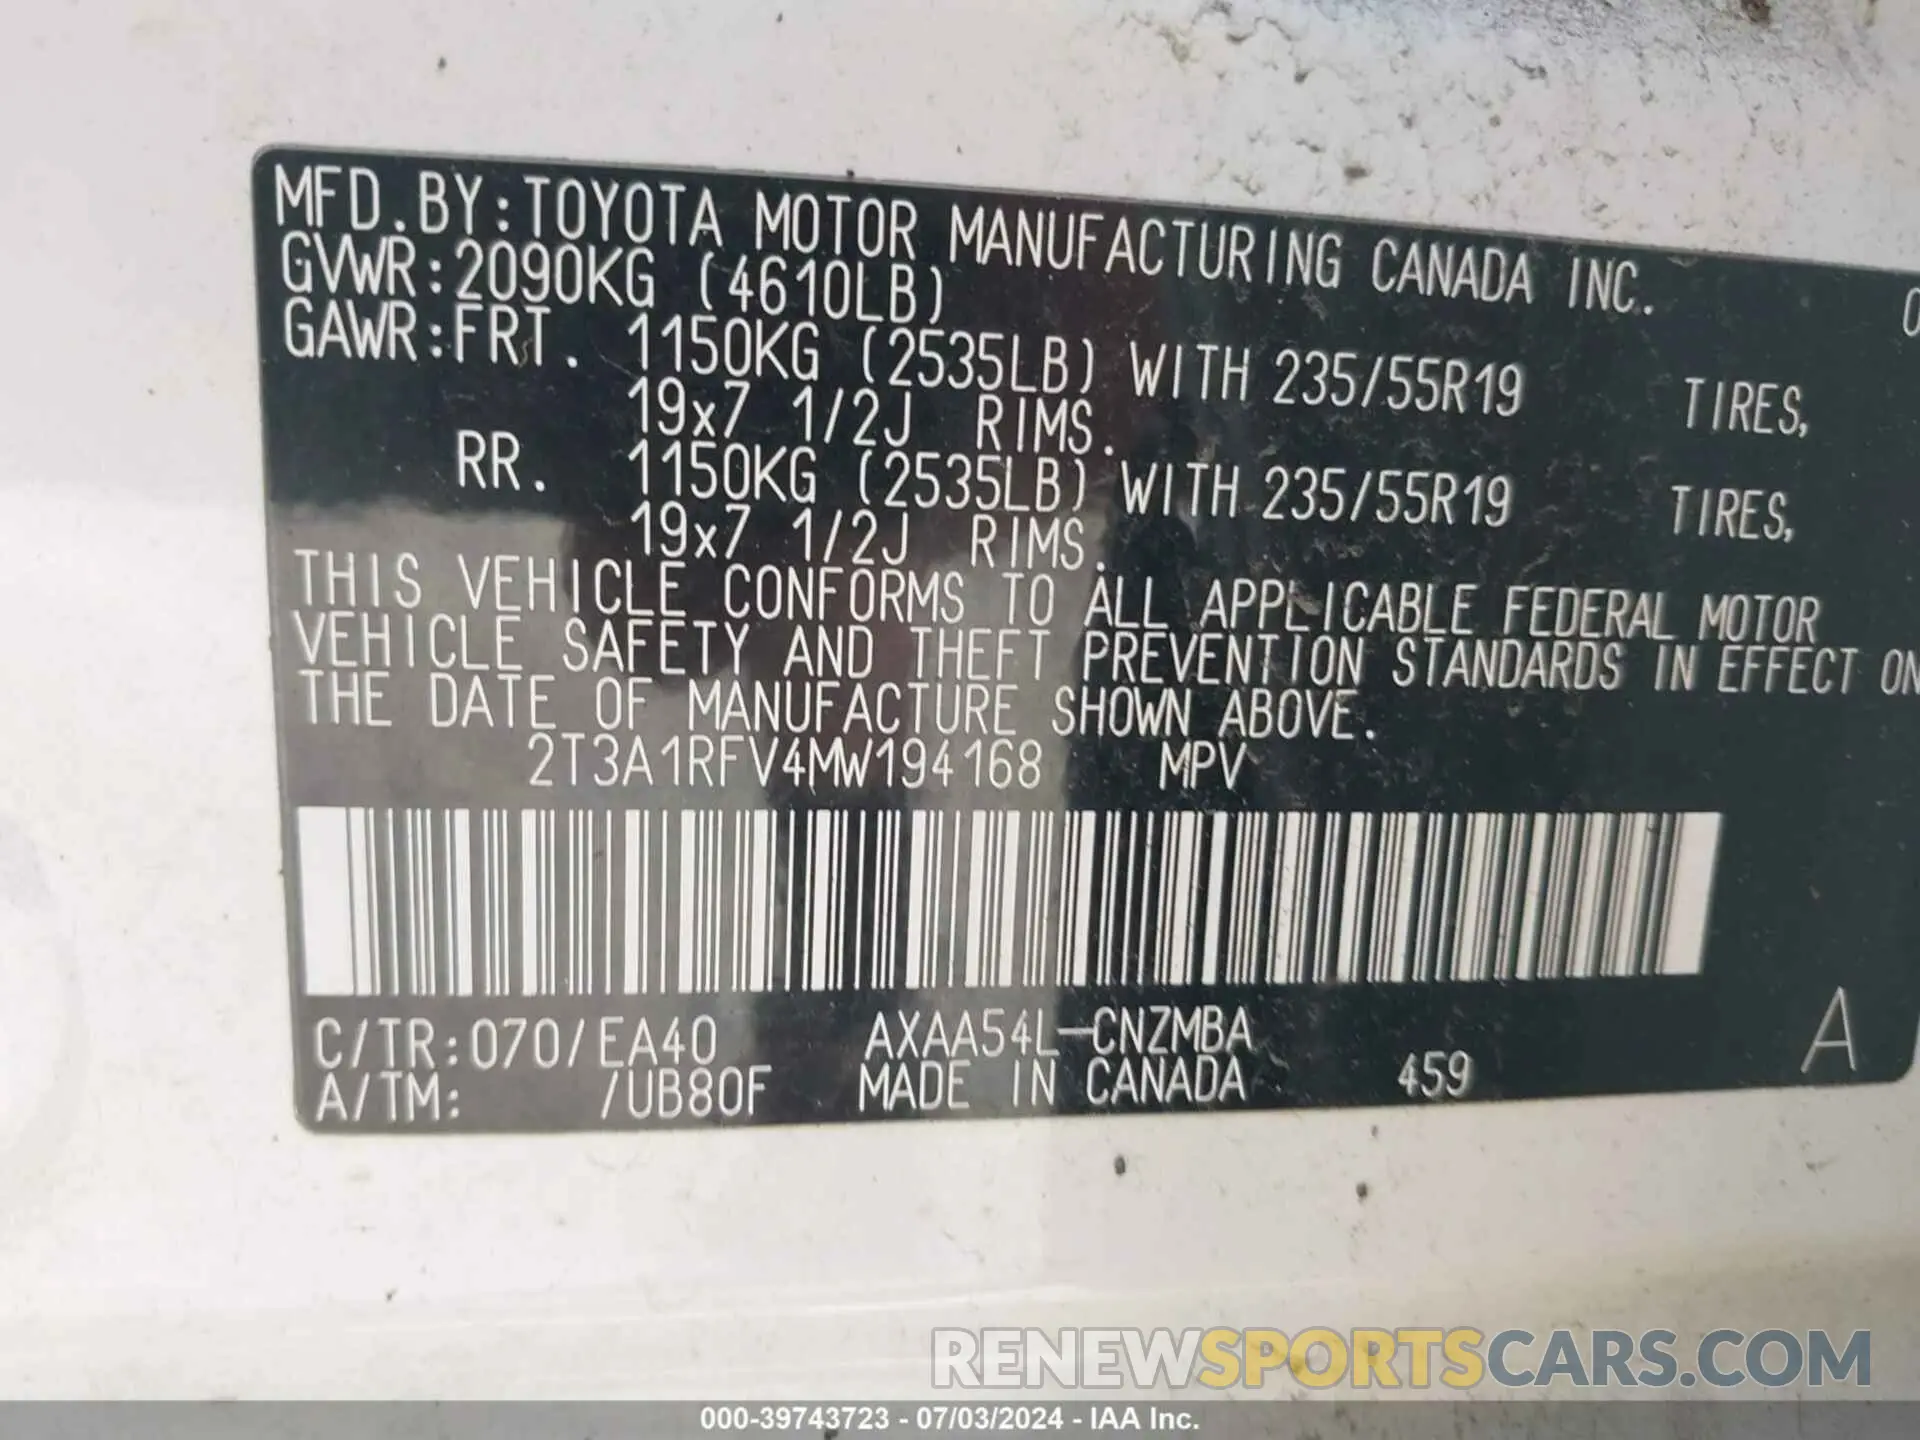 MFD.BY:TOYOTA MOTOR MANUFACTURING CANADA INC.
GVWR:2090KG (4610LB)
GAWR:FRT. 1150KG (2535LB) WITH 235/55R19 TIRES,
19x7 1/2J RIMS.
RR. 1150KG (2535LB) WITH 235/55R19 TIRES,
19x7 1/2J RIMS.
THIS VEHICLE CONFORMS TO ALL APPLICABLE FEDERAL MOTOR
VEHICLE SAFETY AND THEFT PREVENTION STANDARDS IN EFFECT ON
THE DATE OF MANUFACTURE SHOWN ABOVE.
2T3A1RFV4MW194168 MPV
C/TR:070/EA40 AXAA54L-CNZMBA
A/TM: /UB80F MADE IN CANADA 459 A
RENEWSPORTSCARS.COM
000-39743723 - 07/03/2024 - IAA Inc.